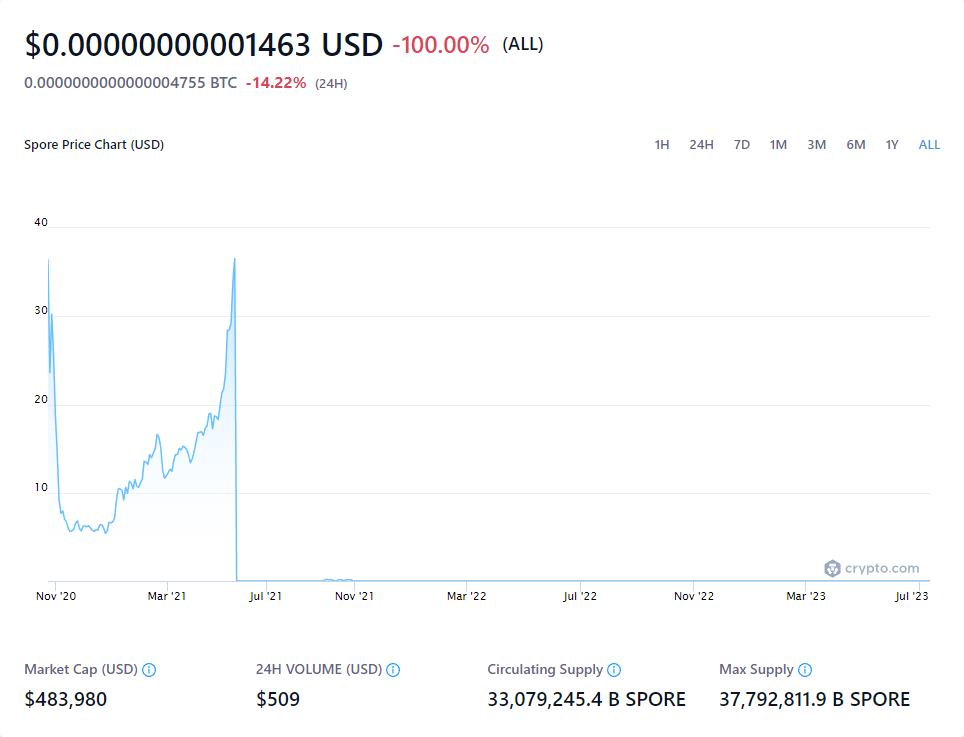 $0.00000000001463 USD -100.00% (ALL)
0.0000000000000004755 BTC -14.22% (24H)
Spore Price Chart (USD) 1H 24H 7D 1M 3M 6M 1Y ALL
40
30
20
10
crypto.com
Nov '20 Mar '21 Jul '21 Nov '21 Mar '22 Jul '22 Nov '22 Mar '23 Jul '23
Market Cap (USD) 24H VOLUME (USD) Circulating Supply Max Supply
$483,980 $509 33,079,245.4 B SPORE 37,792,811.9 B SPORE